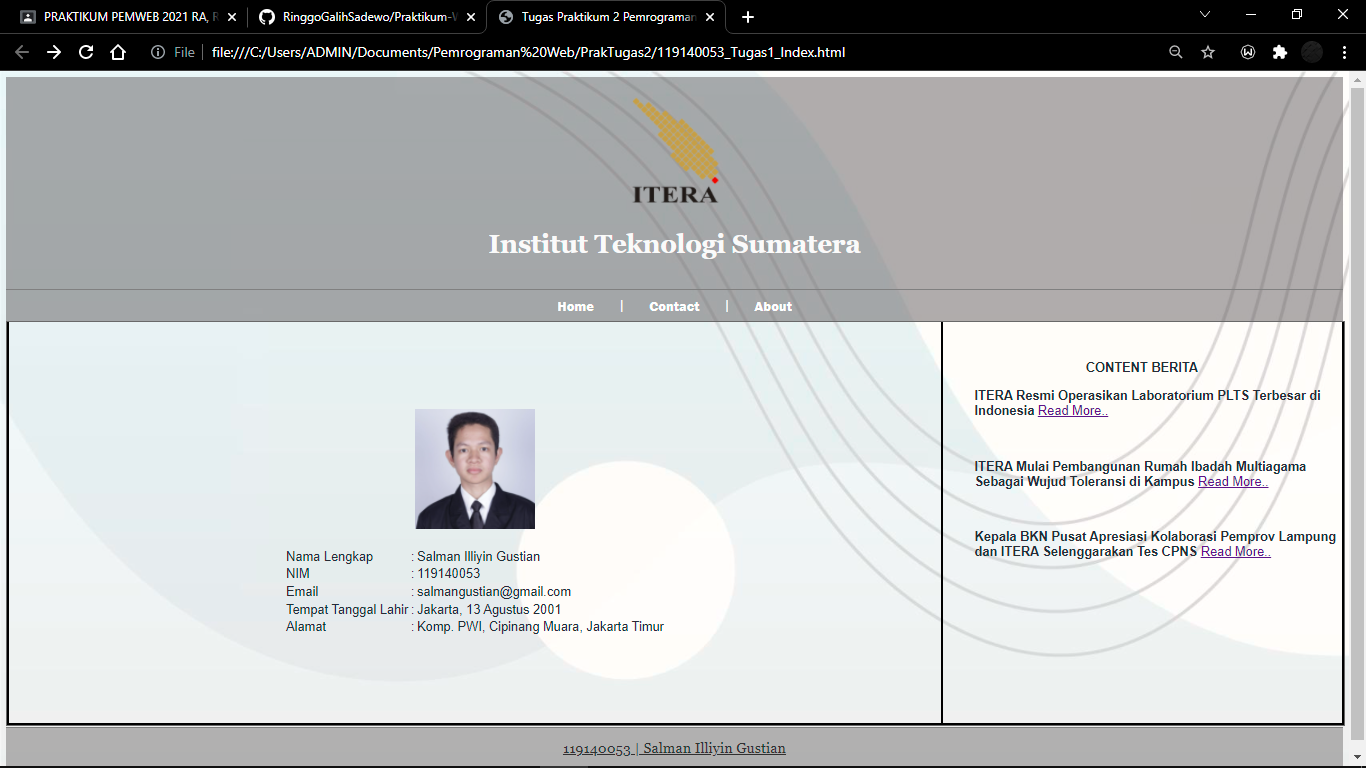 PRAKTIKUM PEMWEB 2021 RA, R
RinggoGalihSadewo/Praktikum-W
Tugas Praktikum 2 Pemrograman
File
file:///C:/Users/ADMIN/Documents/Pemrograman%20Web/PrakTugas2/119140053_Tugas1_Index.html
ITERA
Institut Teknologi Sumatera
Home | Contact | About
Nama Lengkap : Salman Illiyin Gustian
NIM : 119140053
Email : salmangustian@gmail.com
Tempat Tanggal Lahir : Jakarta, 13 Agustus 2001
Alamat : Komp. PWI, Cipinang Muara, Jakarta Timur
CONTENT BERITA
ITERA Resmi Operasikan Laboratorium PLTS Terbesar di
Indonesia Read More..
ITERA Mulai Pembangunan Rumah Ibadah Multiagama
Sebagai Wujud Toleransi di Kampus Read More..
Kepala BKN Pusat Apresiasi Kolaborasi Pemprov Lampung
dan ITERA Selenggarakan Tes CPNS Read More..
119140053 | Salman Illiyin Gustian